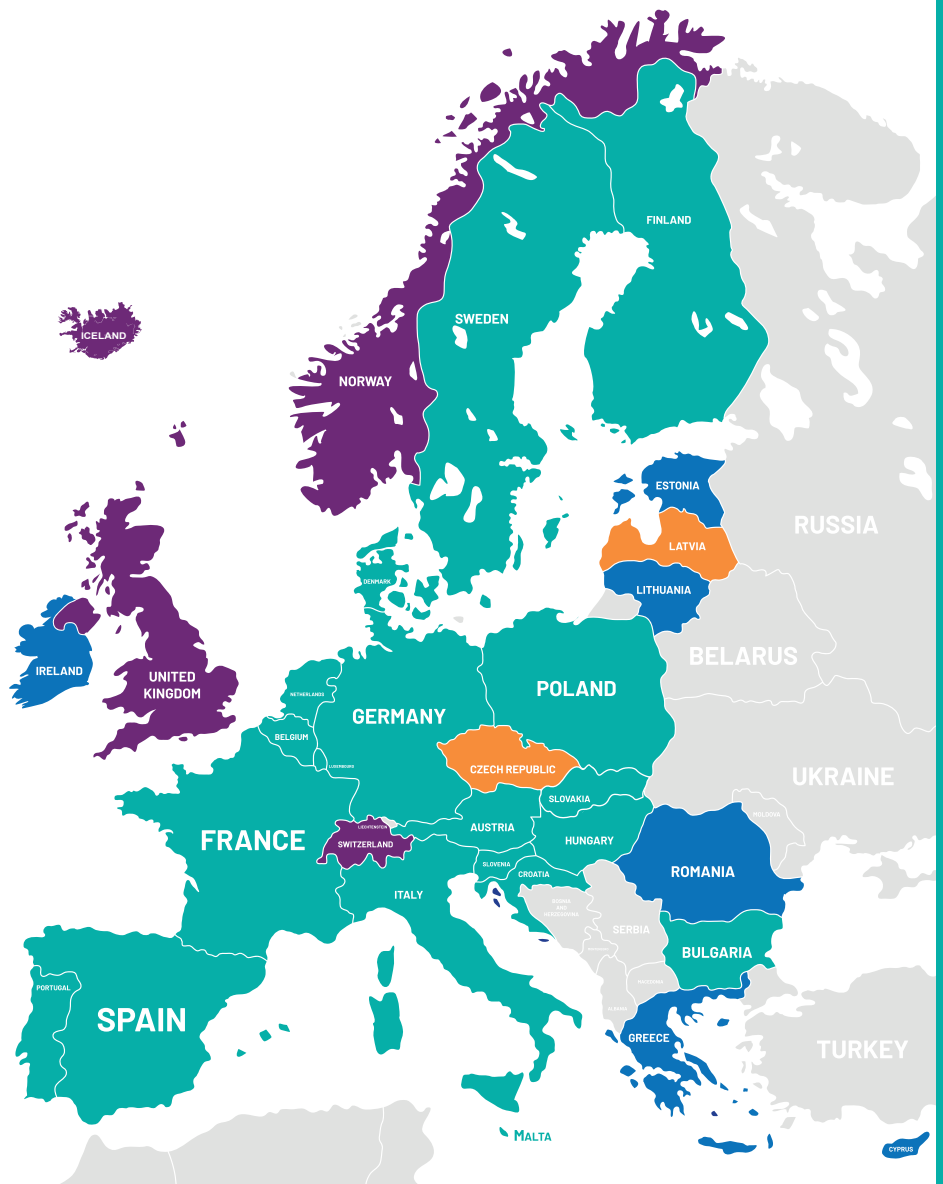 FINLAND
SWEDEN
ICELAND
NORWAY
ESTONIA
RUSSIA
LATVIA
DENMARK
LITHUANIA
BELARUS
IRELAND
UNITED
KINGDOM
POLAND
NETHERLANDS
GERMANY
BELGIUM
LUXEMBOURG
CZECH REPUBLIC
UKRAINE
SLOVAKIA
MOLDOVA
LIECHTENSTEIN
AUSTRIA
FRANCE
SWITZERLAND
HUNGARY
SLOVENIA
ROMANIA
CROATIA
ITALY
BOSNIA
AND
HERZEGOVINA
SERBIA
BULGARIA
MACEDONIA
PORTUGAL
SPAIN
ALBANIA
GREECE
TURKEY
MALTA
CYPRUS